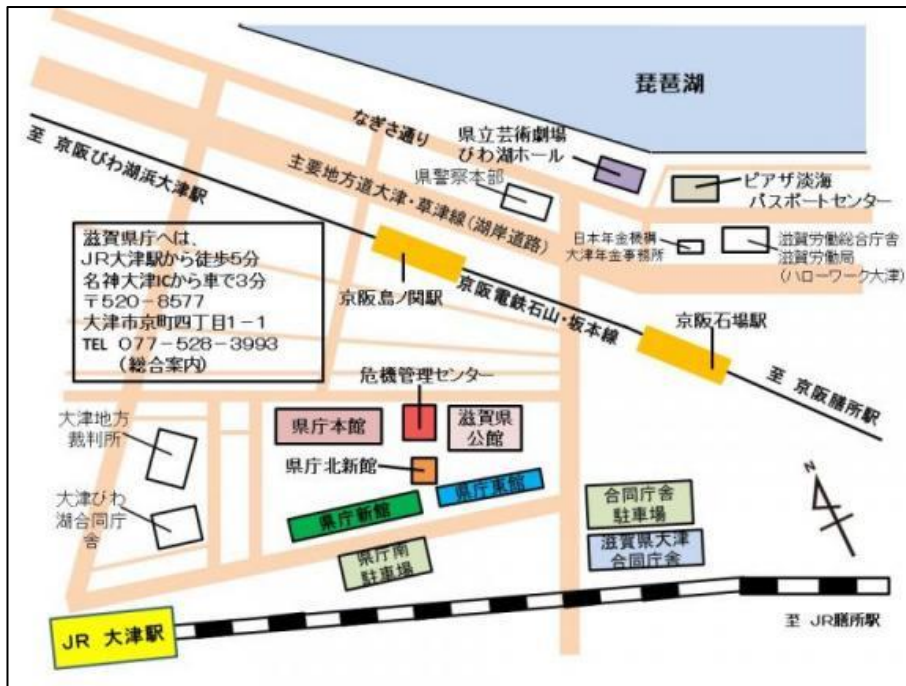 琵琶湖
なぎさ通り
県立芸術劇場
びわ湖ホール
至 京阪びわ湖浜大津駅
主要地方道大津・草津線(湖岸道路)
県警察本部
ピアザ淡海
パスポートセンター
日本年金機構
大津年金事務所
滋賀労働総合庁舎
滋賀労働局
(ハローワーク大津)
滋賀県庁へは、
JR大津駅から徒歩5分
名神大津ICから車で3分
〒520-8577
大津市京町四丁目1-1
TEL 077-528-3993
(総合案内)
京阪島ノ関駅
京阪電鉄石山・坂本線
京阪石場駅
至 京阪膳所駅
危機管理センター
大津地方
裁判所
県庁本館
滋賀県
公館
県庁北新館
県庁東館
大津びわ
湖合同庁
舎
県庁新館
合同庁舎
駐車場
県庁南
駐車場
滋賀県大津
合同庁舎
N
JR 大津駅
至 JR膳所駅